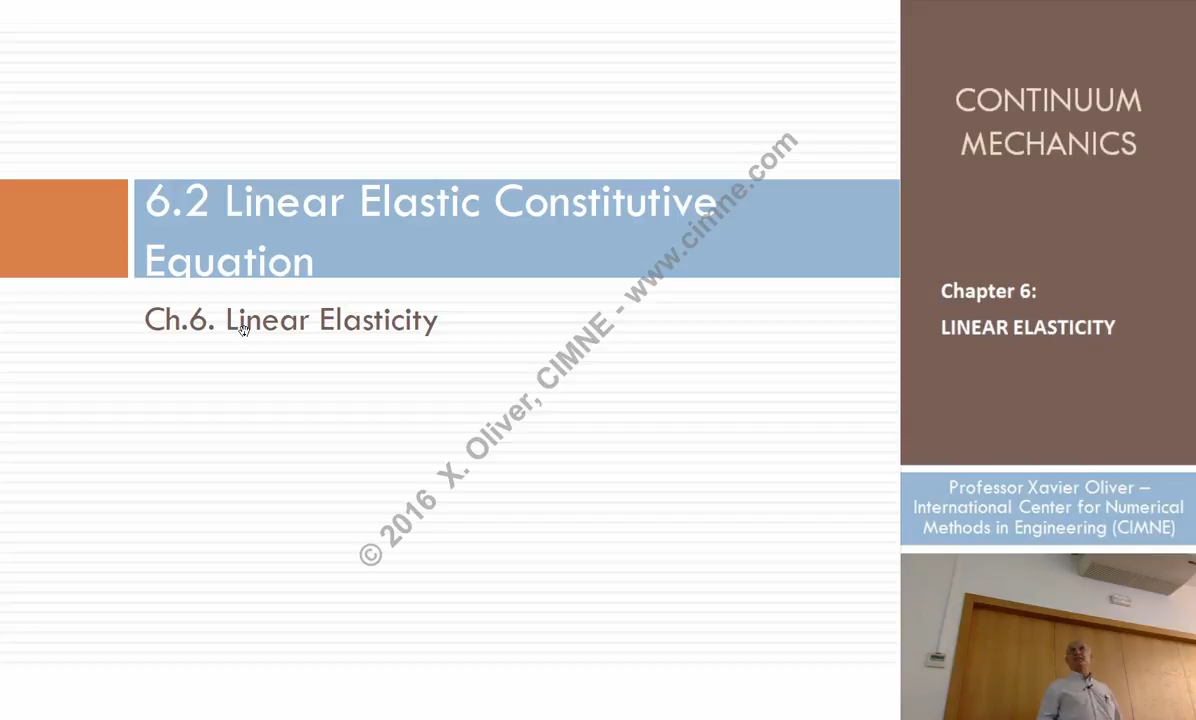 6.2 Linear Elastic Constitutive
Equation
Ch.6. Linear Elasticity
© 2016 X. Oliver, CIMNE - www.cimne.com
CONTINUUM
MECHANICS
Chapter 6:
LINEAR ELASTICITY
Professor Xavier Oliver –
International Center for Numerical
Methods in Engineering (CIMNE)